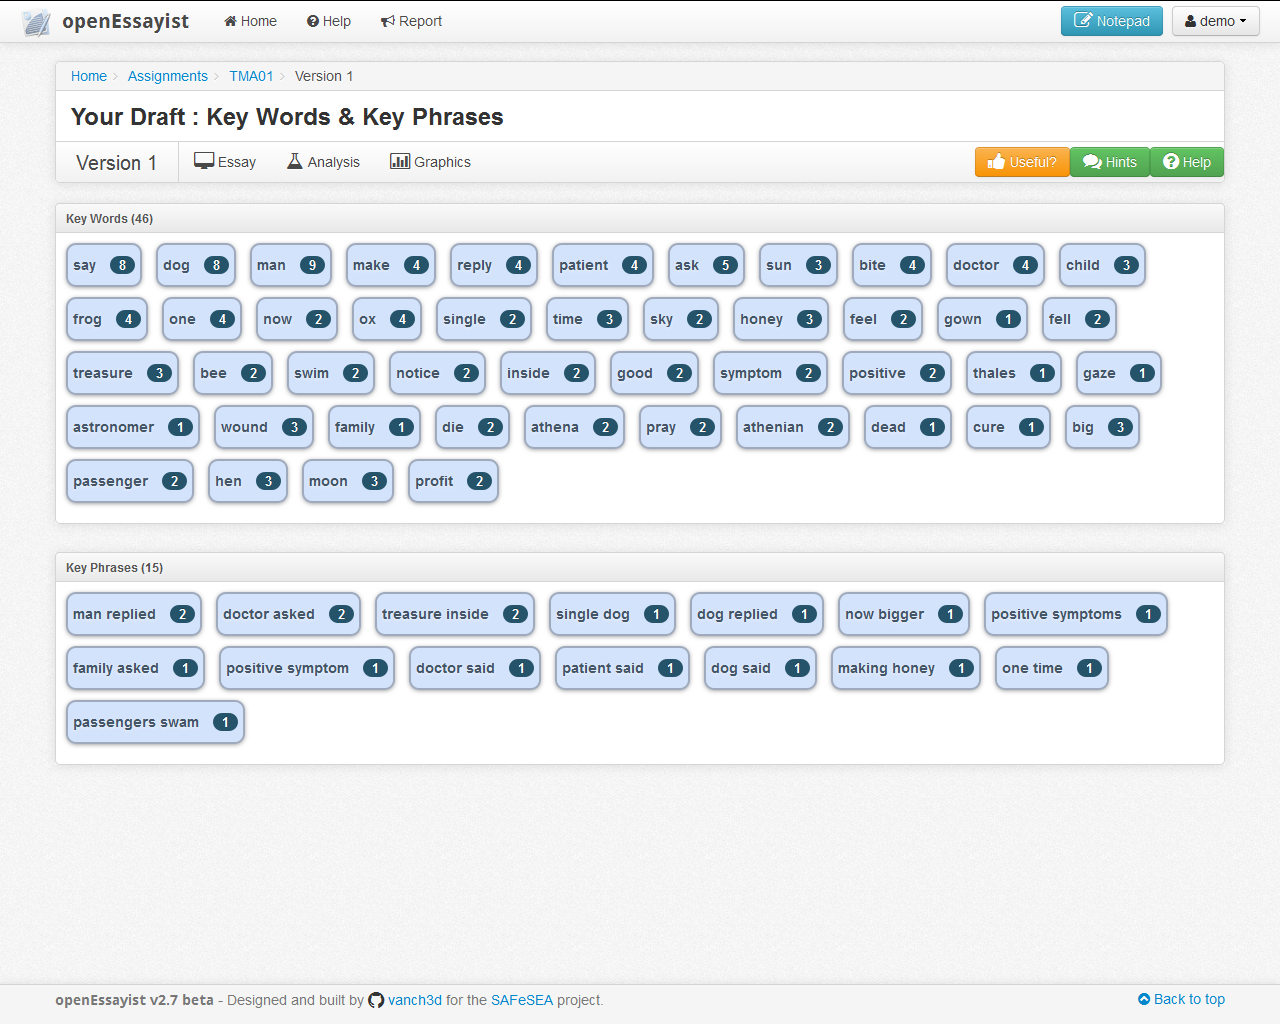 openEssayist Home Help Report Notepad demo
Home Assignments TMA01 Version 1
Your Draft : Key Words & Key Phrases
Version 1 Essay Analysis Graphics Useful? Hints Help
Key Words (46)
say 8 dog 8 man 9 make 4 reply 4 patient 4 ask 5 sun 3 bite 4 doctor 4 child 3
frog 4 one 4 now 2 ox 4 single 2 time 3 sky 2 honey 3 feel 2 gown 1 fell 2
treasure 3 bee 2 swim 2 notice 2 inside 2 good 2 symptom 2 positive 2 thales 1 gaze 1
astronomer 1 wound 3 family 1 die 2 athena 2 pray 2 athenian 2 dead 1 cure 1 big 3
passenger 2 hen 3 moon 3 profit 2
Key Phrases (15)
man replied 2 doctor asked 2 treasure inside 2 single dog 1 dog replied 1 now bigger 1 positive symptoms 1
family asked 1 positive symptom 1 doctor said 1 patient said 1 dog said 1 making honey 1 one time 1
passengers swam 1
openEssayist v2.7 beta - Designed and built by vanch3d for the SAFeSEA project. Back to top